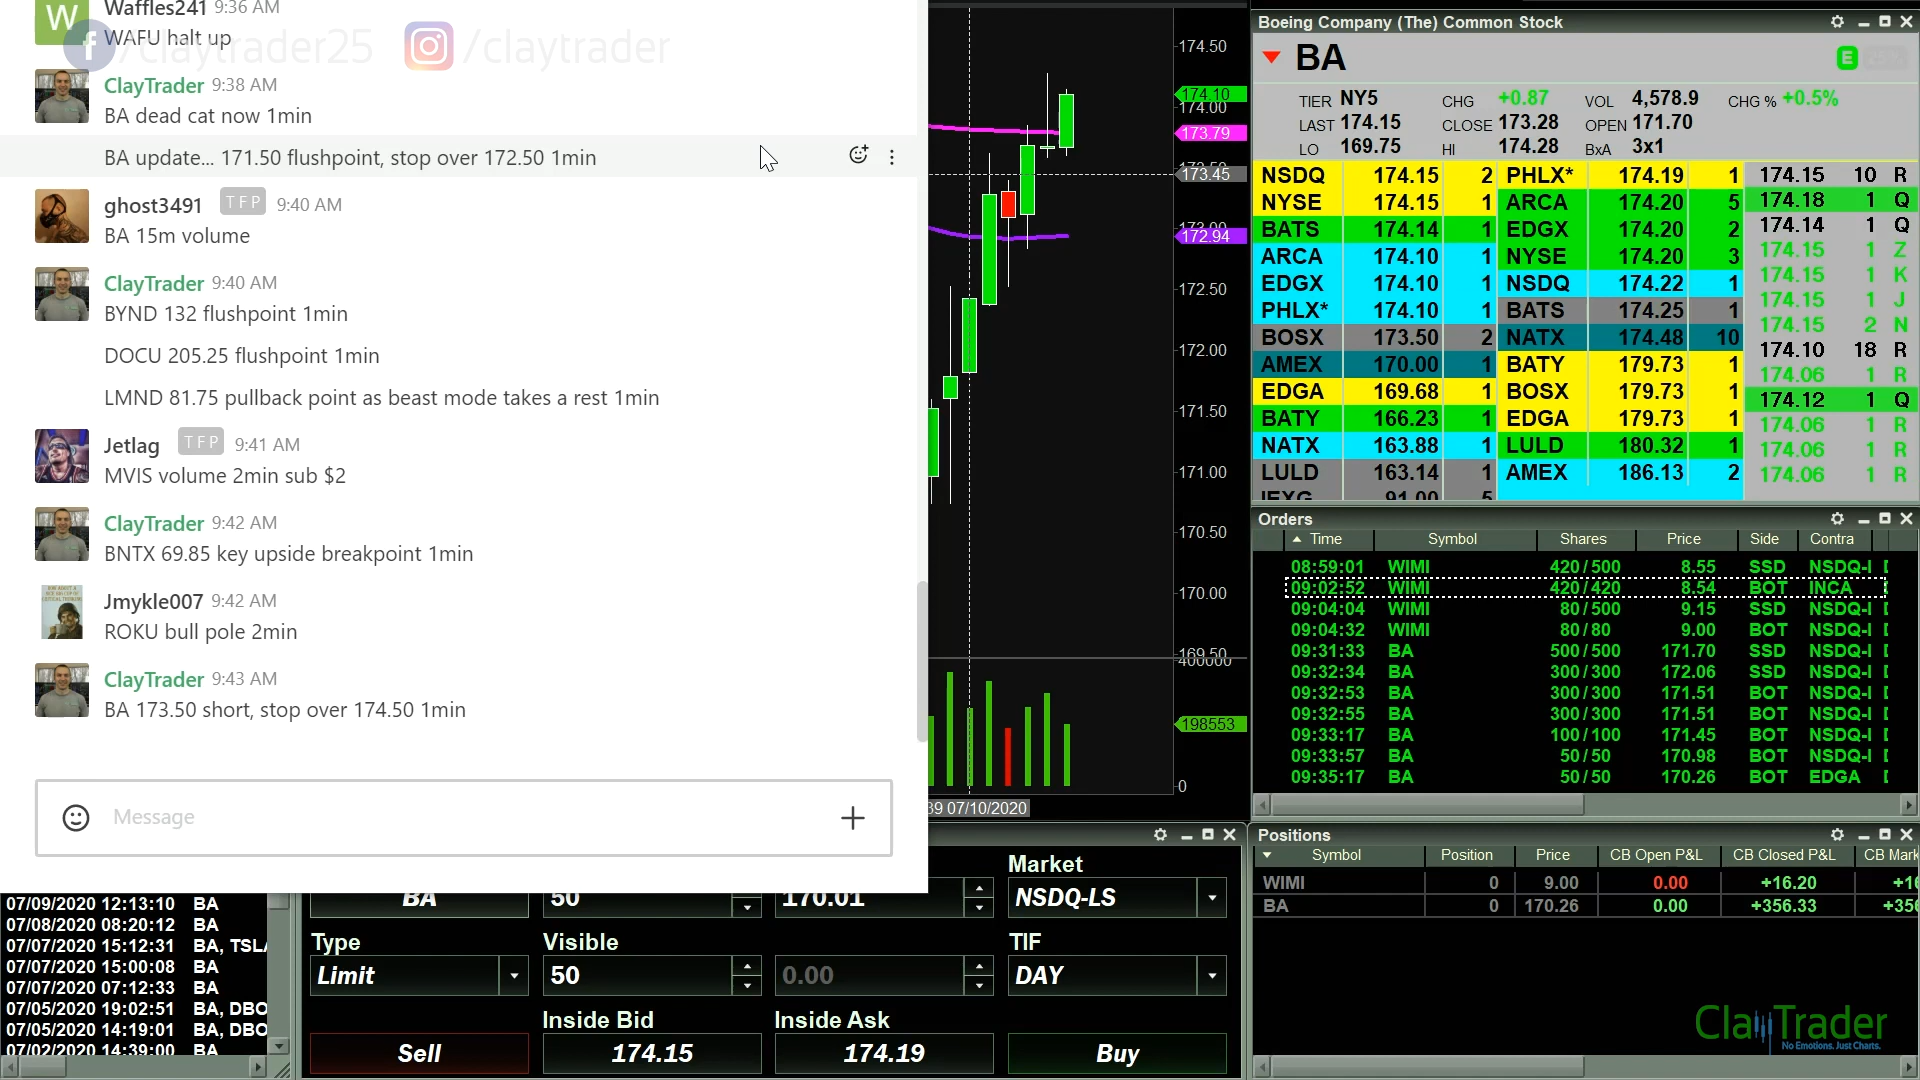 Waffles241 9:36 AM
WAFU halt up
/claytrader25
/claytrader
ClayTrader 9:38 AM
BA dead cat now 1min
BA update... 171.50 flushpoint, stop over 172.50 1min
ghost3491 TFP 9:40 AM
BA 15m volume
ClayTrader 9:40 AM
BYND 132 flushpoint 1min
DOCU 205.25 flushpoint 1min
LMND 81.75 pullback point as beast mode takes a rest 1min
Jetlag TFP 9:41 AM
MVIS volume 2min sub $2
ClayTrader 9:42 AM
BNTX 69.85 key upside breakpoint 1min
Jmykle007 9:42 AM
ROKU bull pole 2min
ClayTrader 9:43 AM
BA 173.50 short, stop over 174.50 1min
Message
174.50
174.10
174.00
173.79
173.45
172.94
172.50
172.00
171.50
171.00
170.50
170.00
169.50
400000
198553
0
39 07/10/2020
Boeing Company (The) Common Stock
BA
E
TIER NY5 CHG +0.87 VOL 4,578.9 CHG % +0.5%
LAST 174.15 CLOSE 173.28 OPEN 171.70
LO 169.75 HI 174.28 BxA 3x1
NSDQ 174.15 2 PHLX* 174.19 1
NYSE 174.15 1 ARCA 174.20 5
BATS 174.14 1 EDGX 174.20 2
ARCA 174.10 1 NYSE 174.20 3
EDGX 174.10 1 NSDQ 174.22 1
PHLX* 174.10 1 BATS 174.25 1
BOSX 173.50 2 NATX 174.48 10
AMEX 170.00 1 BATY 179.73 1
EDGA 169.68 1 BOSX 179.73 1
BATY 166.23 1 EDGA 179.73 1
NATX 163.88 1 LULD 180.32 1
LULD 163.14 1 AMEX 186.13 2
IEXG 91.00 5
174.15 10 R
174.18 1 Q
174.14 1 Q
174.15 1 Z
174.15 1 K
174.15 1 J
174.15 2 N
174.10 18 R
174.06 1 R
174.12 1 Q
174.06 1 R
174.06 1 R
174.06 1 R
Orders
Time Symbol Shares Price Side Contra
08:59:01 WIMI 420/500 8.55 SSD NSDQ-I
09:02:52 WIMI 420/420 8.54 BOT INCA
09:04:04 WIMI 80/500 9.15 SSD NSDQ-I
09:04:32 WIMI 80/80 9.00 BOT NSDQ-I
09:31:33 BA 500/500 171.70 SSD NSDQ-I
09:32:34 BA 300/300 172.06 SSD NSDQ-I
09:32:53 BA 300/300 171.51 BOT NSDQ-I
09:32:55 BA 300/300 171.51 BOT NSDQ-I
09:33:17 BA 100/100 171.45 BOT NSDQ-I
09:33:57 BA 50/50 170.98 BOT NSDQ-I
09:35:17 BA 50/50 170.26 BOT EDGA
Positions
Symbol Position Price CB Open P&L CB Closed P&L CB Mark
WIMI 0 9.00 0.00 +16.20 +16
BA 0 170.26 0.00 +356.33 +356
ClayTrader
No Emotions. Just Charts.
07/09/2020 12:13:10 BA
07/08/2020 08:20:12 BA
07/07/2020 15:12:31 BA, TSL
07/07/2020 15:00:08 BA
07/07/2020 07:12:33 BA
07/05/2020 19:02:51 BA, DBO
07/05/2020 14:19:01 BA, DBO
07/02/2020 14:39:00 BA
Market
BA 50 170.01 NSDQ-LS
Type Visible TIF
Limit 50 0.00 DAY
Inside Bid Inside Ask
Sell 174.15 174.19 Buy